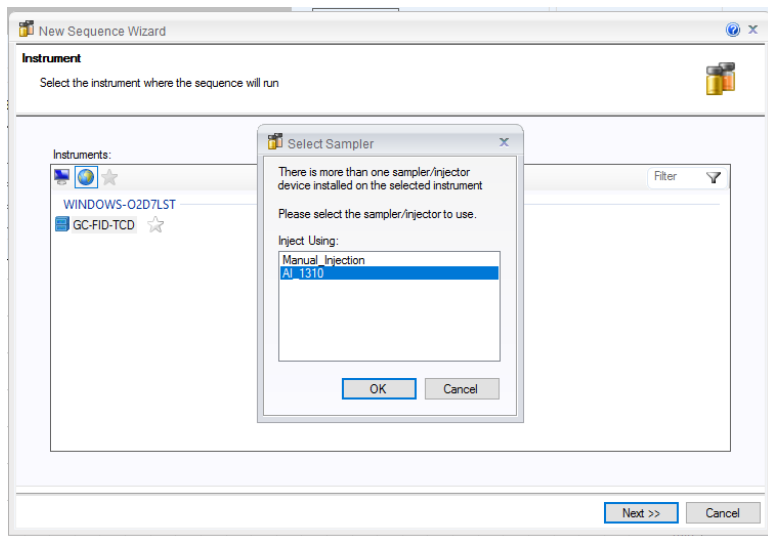 New Sequence Wizard
Instrument
Select the instrument where the sequence will run
Instruments:
Filter
WINDOWS-O2D7LST
GC-FID-TCD
Select Sampler
There is more than one sampler/injector
device installed on the selected instrument
Please select the sampler/injector to use.
Inject Using:
Manual_Injection
AI_1310
OK
Cancel
Next >>
Cancel